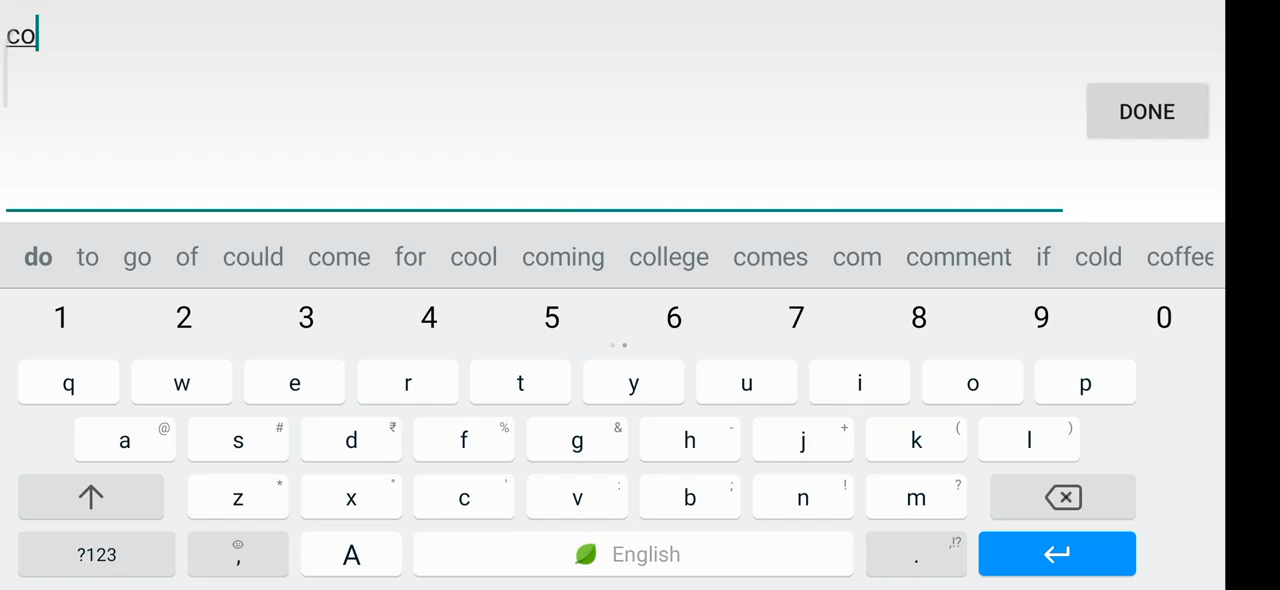 co
DONE
do to go of could come for cool coming college comes com comment if cold coffee
1 2 3 4 5 6 7 8 9 0
q w e r t y u i o p
a @ s # d ₹ f % g & h - j + k ( l )
z * x " c ' v : b ; n ! m ?
?123 , A English . ,!?